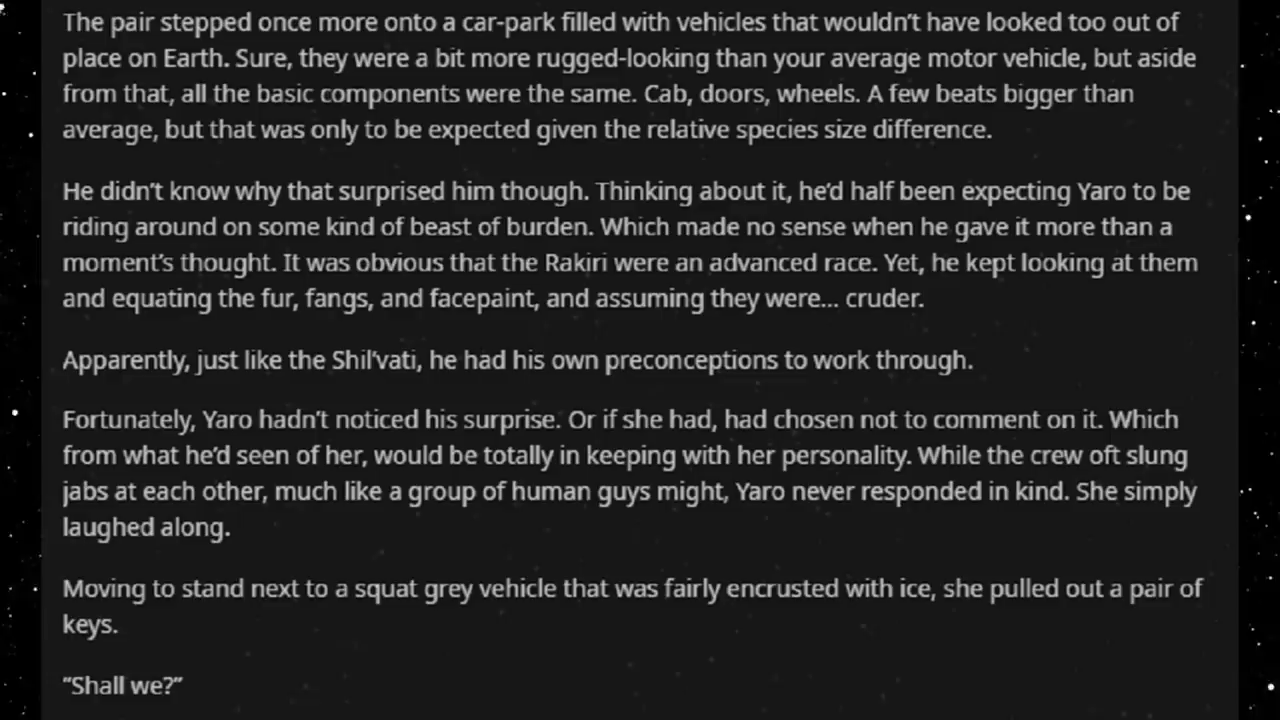 The pair stepped once more onto a car-park filled with vehicles that wouldn’t have looked too out of
place on Earth. Sure, they were a bit more rugged-looking than your average motor vehicle, but aside
from that, all the basic components were the same. Cab, doors, wheels. A few beats bigger than
average, but that was only to be expected given the relative species size difference.
He didn’t know why that surprised him though. Thinking about it, he’d half been expecting Yaro to be
riding around on some kind of beast of burden. Which made no sense when he gave it more than a
moment’s thought. It was obvious that the Rakiri were an advanced race. Yet, he kept looking at them
and equating the fur, fangs, and facepaint, and assuming they were... cruder.
Apparently, just like the Shil’vati, he had his own preconceptions to work through.
Fortunately, Yaro hadn’t noticed his surprise. Or if she had, had chosen not to comment on it. Which
from what he’d seen of her, would be totally in keeping with her personality. While the crew oft slung
jabs at each other, much like a group of human guys might, Yaro never responded in kind. She simply
laughed along.
Moving to stand next to a squat grey vehicle that was fairly encrusted with ice, she pulled out a pair of
keys.
“Shall we?”